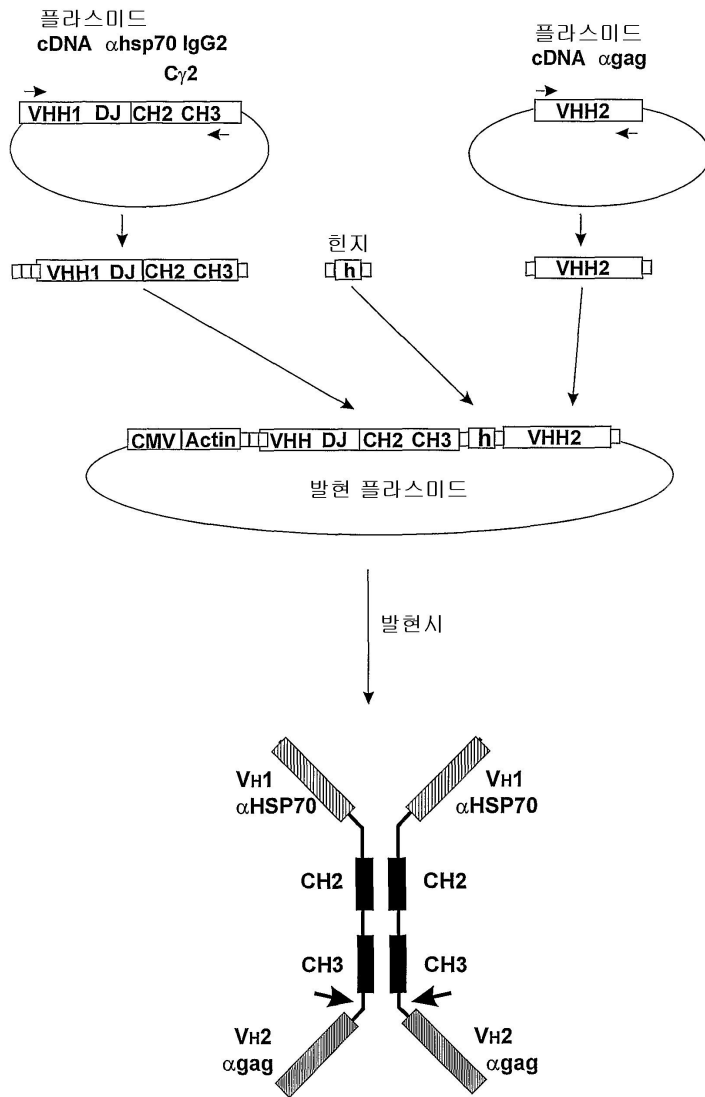 플라스미드
cDNA αhsp70 IgG2
Cγ2
VHH1 DJ CH2 CH3
플라스미드
cDNA αgag
VHH2
VHH1 DJ CH2 CH3
힌지
h
VHH2
CMV Actin VHH DJ CH2 CH3 h VHH2
발현 플라스미드
발현시
VH1
αHSP70
VH1
αHSP70
CH2
CH2
CH3
CH3
VH2
αgag
VH2
αgag